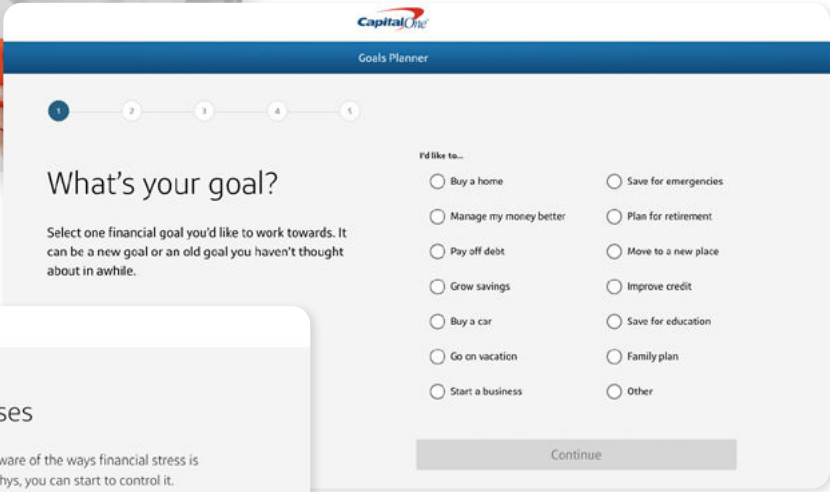 CapitalOne
Goals Planner
1 2 3 4 5
What's your goal?
Select one financial goal you'd like to work towards. It
can be a new goal or an old goal you haven't thought
about in awhile.
I'd like to...
Buy a home
Save for emergencies
Manage my money better
Plan for retirement
Pay off debt
Move to a new place
Grow savings
Improve credit
Buy a car
Save for education
Go on vacation
Family plan
Start a business
Other
Continue
ses
ware of the ways financial stress is
hys, you can start to control it.